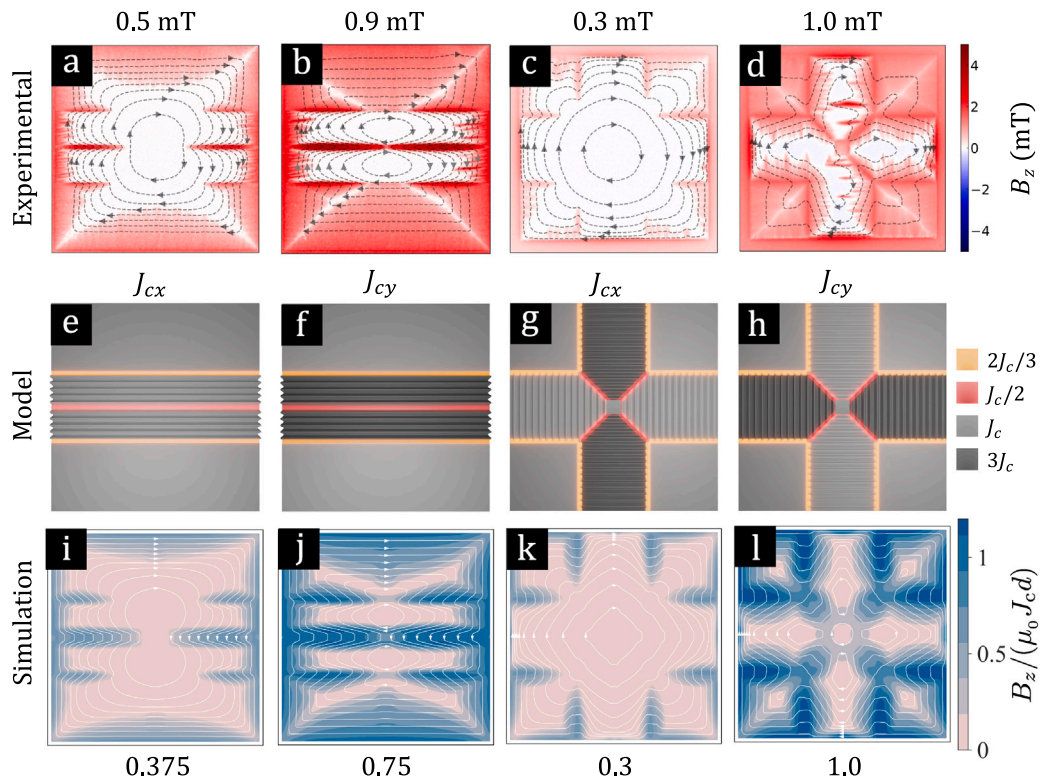 0.5 mT 0.9 mT 0.3 mT 1.0 mT
Experimental
a b c d
4
2
0
-2
-4
B_z (mT)
J_cx J_cy J_cx J_cy
Model
e f g h
2J_c/3
J_c/2
J_c
3J_c
Simulation
i j k l
1
0.5
0
B_z/(μ_0 J_c d)
0.375 0.75 0.3 1.0